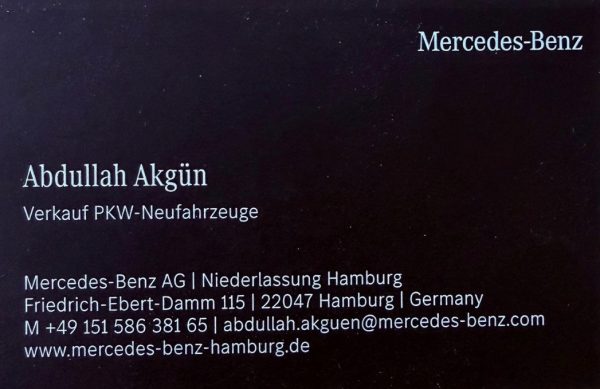 Mercedes-Benz
Abdullah Akgün
Verkauf PKW-Neufahrzeuge
Mercedes-Benz AG | Niederlassung Hamburg
Friedrich-Ebert-Damm 115 | 22047 Hamburg | Germany
M +49 151 586 381 65 | abdullah.akguen@mercedes-benz.com
www.mercedes-benz-hamburg.de